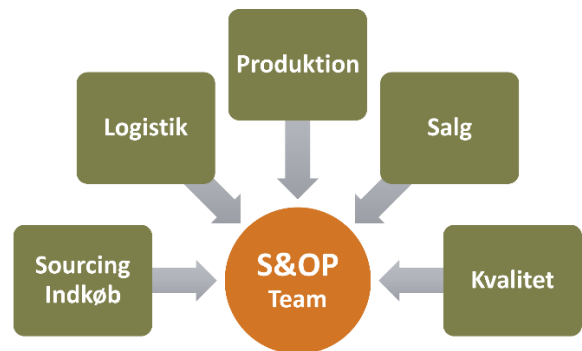 Produktion
Logistik
Salg
Sourcing
Indkøb
S&OP
Team
Kvalitet